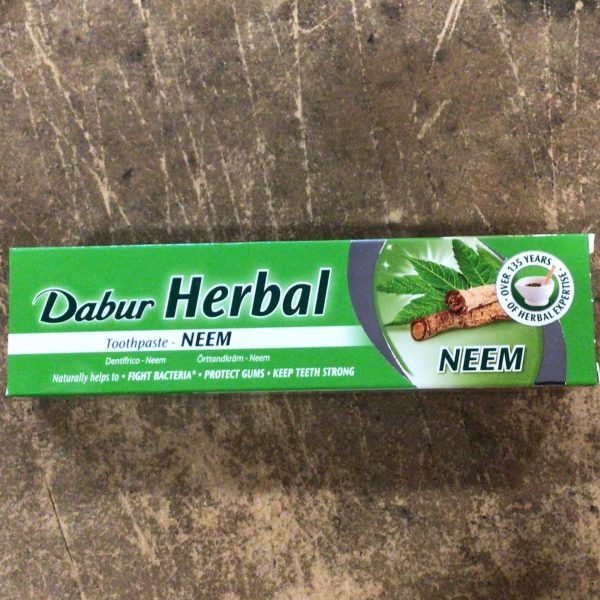 Dabur Herbal
Toothpaste - NEEM
Dentífrico - Neem Örttandkräm - Neem
Naturally helps to • FIGHT BACTERIA* • PROTECT GUMS • KEEP TEETH STRONG
• OVER 135 YEARS •
OF HERBAL EXPERTISE
NEEM